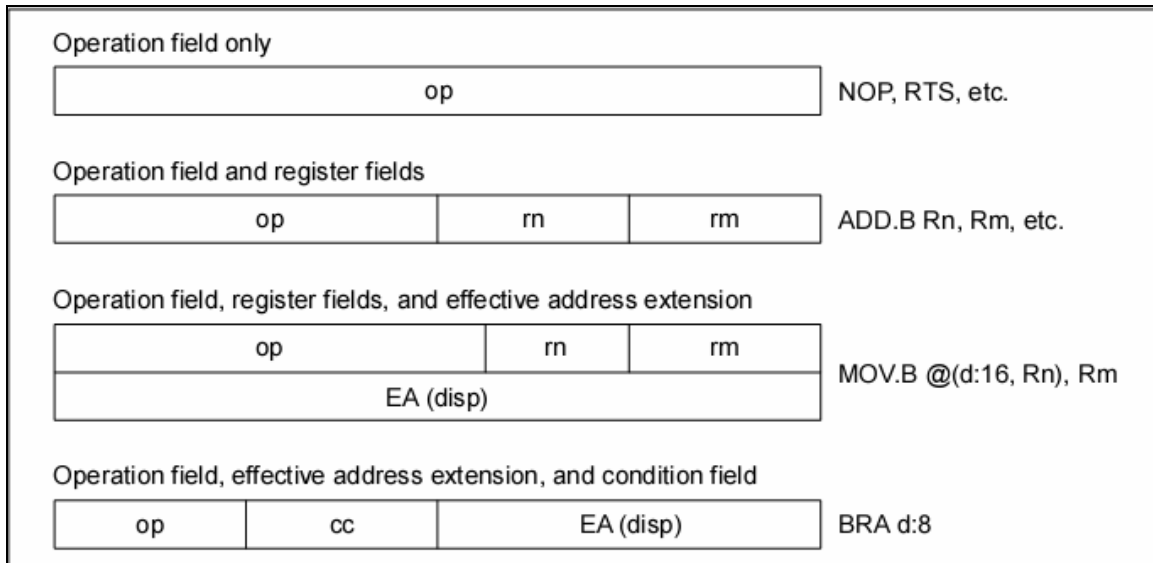 Operation field only
op NOP, RTS, etc.
Operation field and register fields
op rn rm ADD.B Rn, Rm, etc.
Operation field, register fields, and effective address extension
op rn rm
MOV.B @(d:16, Rn), Rm
EA (disp)
Operation field, effective address extension, and condition field
op cc EA (disp) BRA d:8